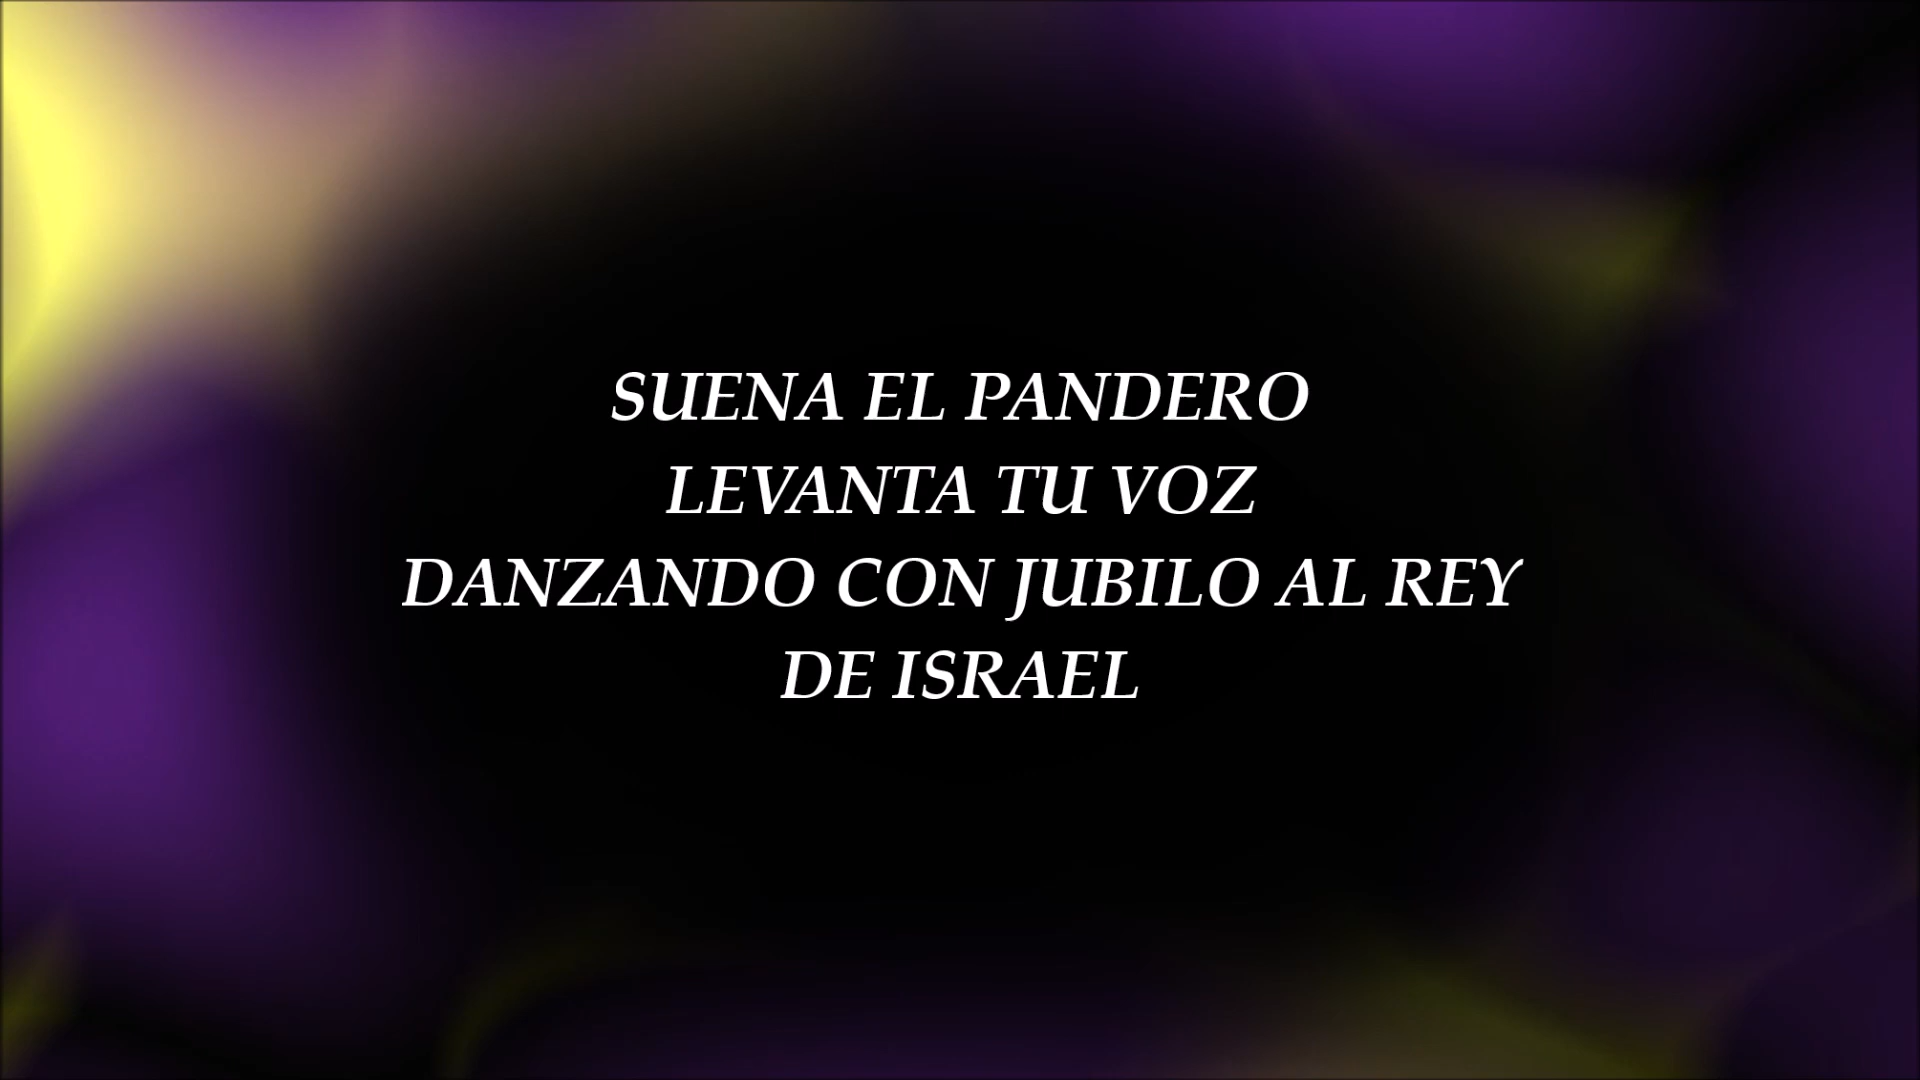 SUENA EL PANDERO
LEVANTA TU VOZ
DANZANDO CON JUBILO AL REY
DE ISRAEL